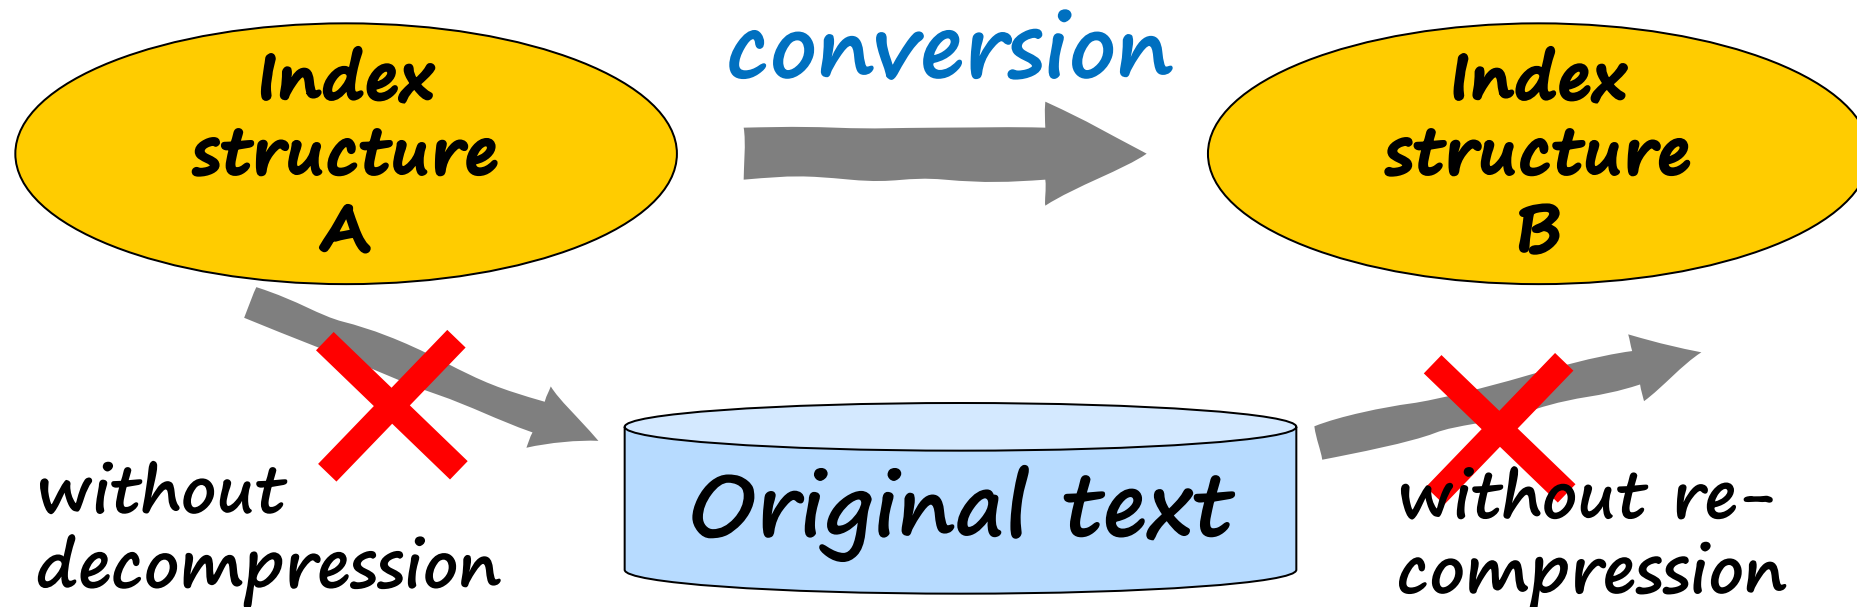 Index
structure
A
conversion
Index
structure
B
without
decompression
Original text
without re-
compression